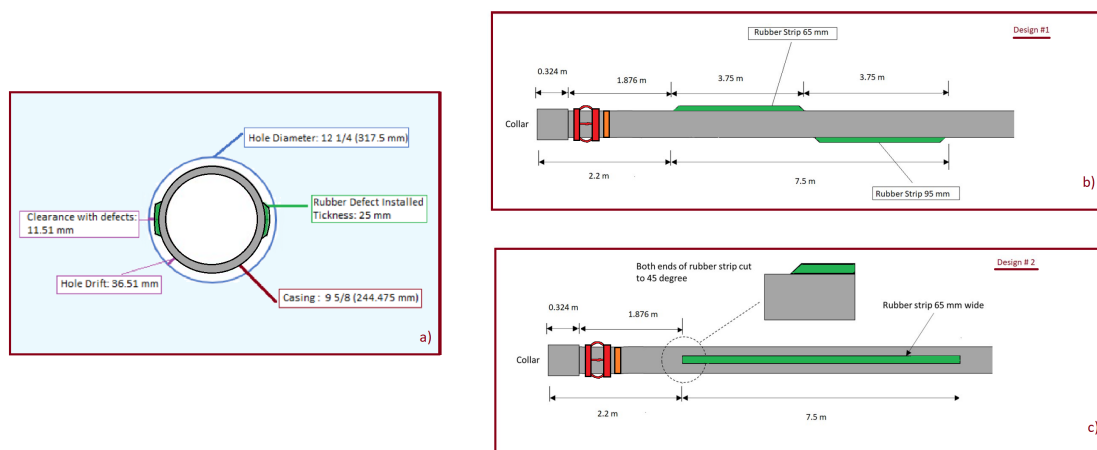 Hole Diameter: 12 1/4 (317.5 mm)
Rubber Defect Installed
Tickness: 25 mm
Clearance with defects:
11.51 mm
Hole Drift: 36.51 mm
Casing : 9 5/8 (244.475 mm)
a)
Rubber Strip 65 mm
Design #1
0.324 m
1.876 m
3.75 m
3.75 m
Collar
2.2 m
7.5 m
Rubber Strip 95 mm
b)
Both ends of rubber strip cut
to 45 degree
Design # 2
0.324 m
1.876 m
Rubber strip 65 mm wide
Collar
2.2 m
7.5 m
c)